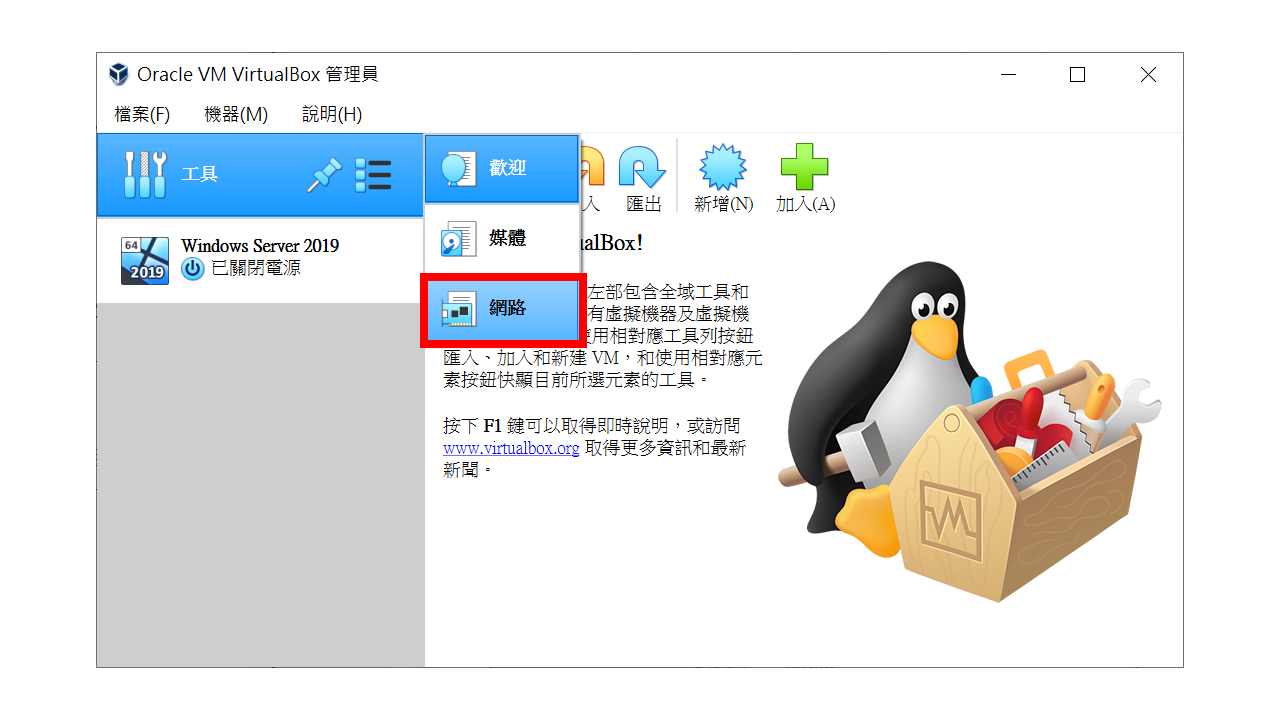 Oracle VM VirtualBox 管理員
檔案(F) 機器(M) 說明(H)
工具
歡迎
入
匯出
新增(N)
加入(A)
64
2019
Windows Server 2019
已關閉電源
媒體
網路
alBox!
左部包含全域工具和
有虛擬機器及虛擬機
使用相對應工具列按鈕
匯入、加入和新建 VM，和使用相對應元
素按鈕快顯目前所選元素的工具。
按下 F1 鍵可以取得即時說明，或訪問
www.virtualbox.org 取得更多資訊和最新
新聞。